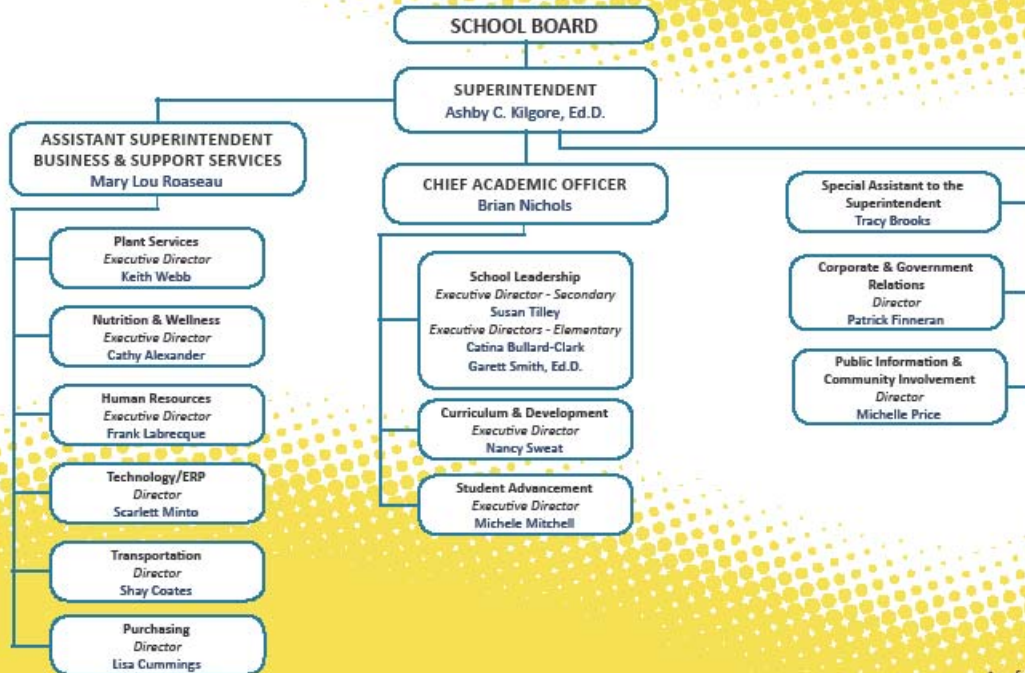 SCHOOL BOARD
SUPERINTENDENT
Ashby C. Kilgore, Ed.D.
ASSISTANT SUPERINTENDENT
BUSINESS & SUPPORT SERVICES
Mary Lou Roaseau
Plant Services
Executive Director
Keith Webb
Nutrition & Wellness
Executive Director
Cathy Alexander
Human Resources
Executive Director
Frank Labrecque
Technology/ERP
Director
Scarlett Minto
Transportation
Director
Shay Coates
Purchasing
Director
Lisa Cummings
CHIEF ACADEMIC OFFICER
Brian Nichols
School Leadership
Executive Director - Secondary
Susan Tilley
Executive Directors - Elementary
Catina Bullard-Clark
Garett Smith, Ed.D.
Curriculum & Development
Executive Director
Nancy Sweat
Student Advancement
Executive Director
Michele Mitchell
Special Assistant to the
Superintendent
Tracy Brooks
Corporate & Government
Relations
Director
Patrick Finneran
Public Information &
Community Involvement
Director
Michelle Price